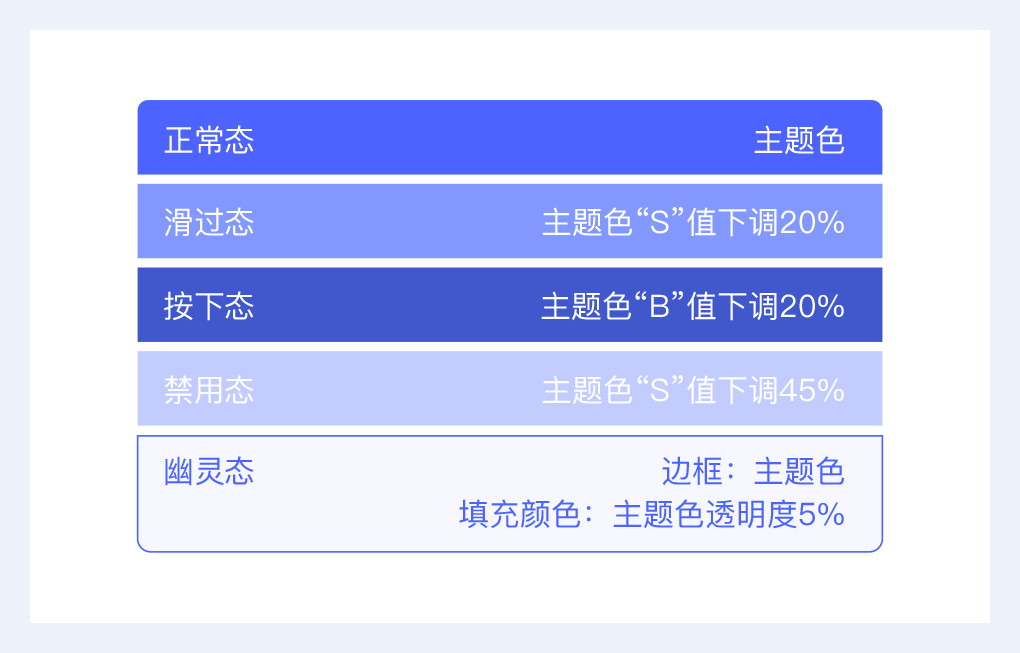 正常态 主题色
滑过态 主题色“S”值下调20%
按下态 主题色“B”值下调20%
禁用态 主题色“S”值下调45%
幽灵态 边框：主题色
填充颜色：主题色透明度5%